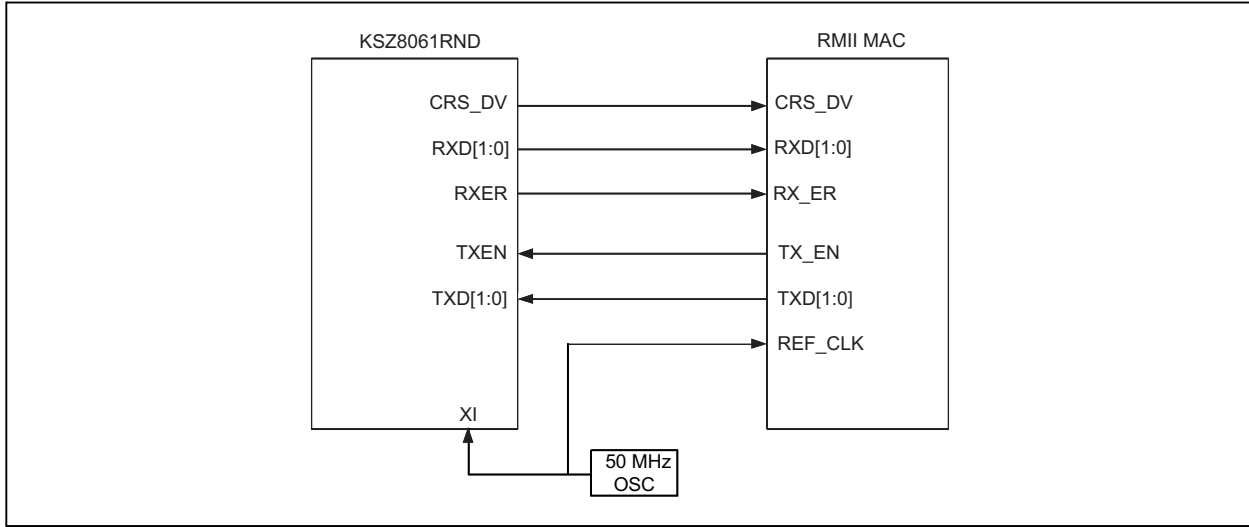 KSZ8061RND
RMII MAC
CRS_DV
CRS_DV
RXD[1:0]
RXD[1:0]
RXER
RX_ER
TXEN
TX_EN
TXD[1:0]
TXD[1:0]
REF_CLK
XI
50 MHz
OSC